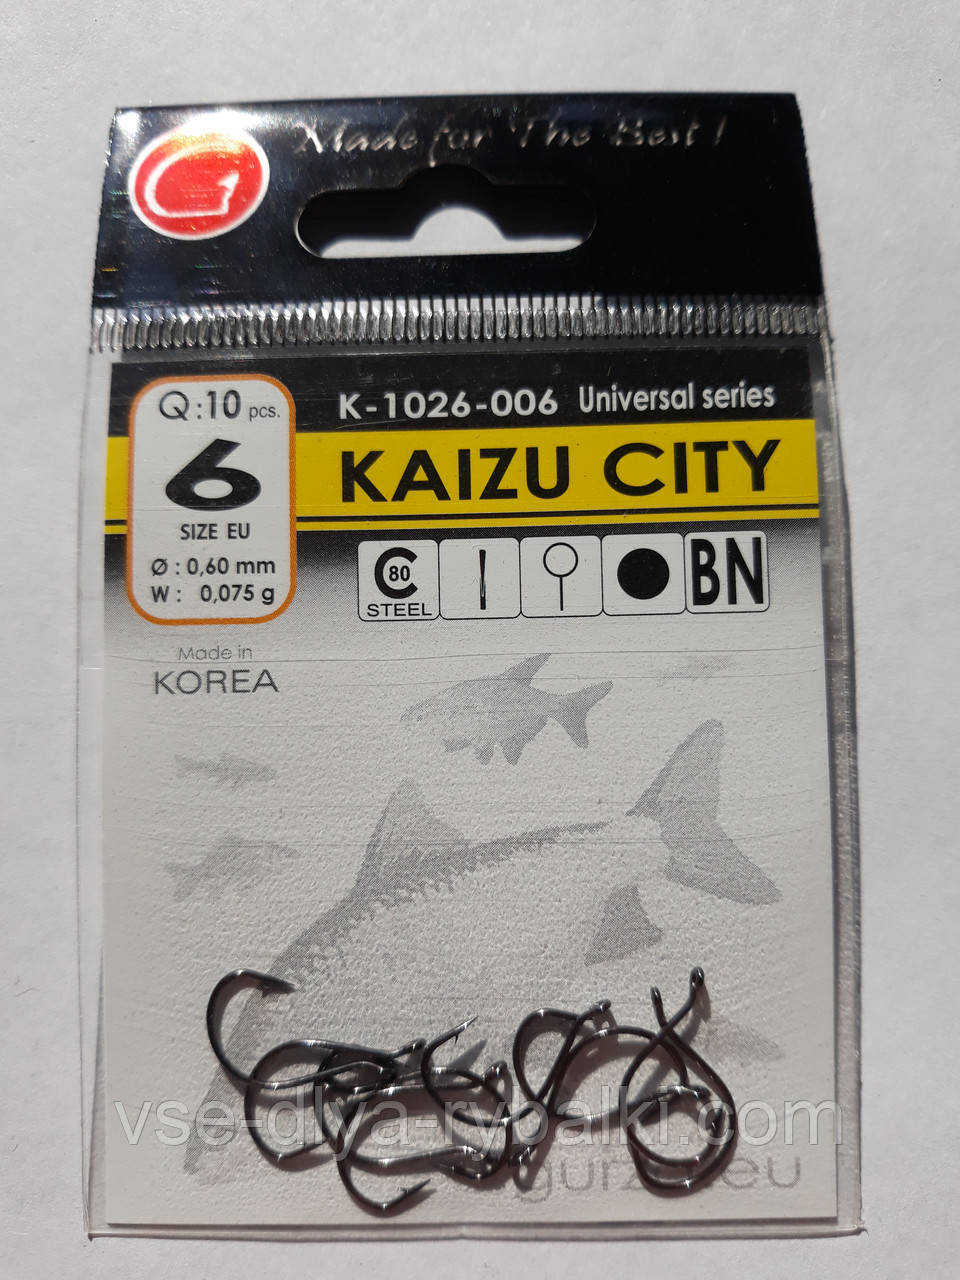 Made for The Best!
Q:10 pcs.
6
SIZE EU
Ø : 0,60 mm
W : 0,075 g
K-1026-006 Universal series
KAIZU CITY
C 80 STEEL
BN
Made in
KOREA
vse-dlya-rybalki.com